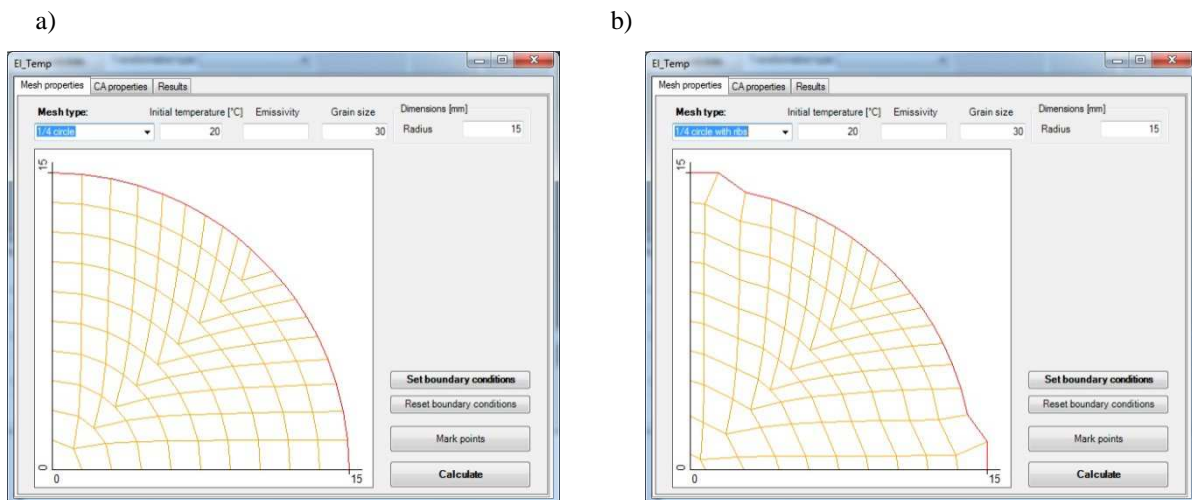 a)
b)
El_Temp
Mesh properties CA properties Results
Mesh type: Initial temperature [°C] Emissivity Grain size Dimensions [mm]
1/4 circle 20 30 Radius 15
15
0
0 15
Set boundary conditions
Reset boundary conditions
Mark points
Calculate
El_Temp
Mesh properties CA properties Results
Mesh type: Initial temperature [°C] Emissivity Grain size Dimensions [mm]
1/4 circle with ribs 20 30 Radius 15
15
0
0 15
Set boundary conditions
Reset boundary conditions
Mark points
Calculate